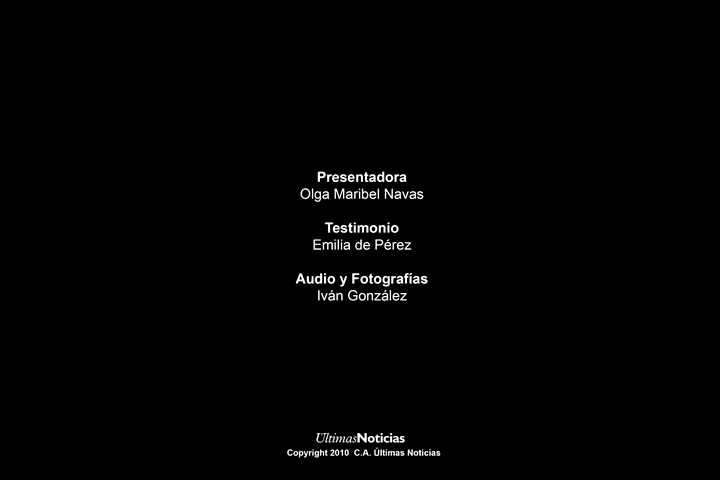 Presentadora
Olga Maribel Navas
Testimonio
Emilia de Pérez
Audio y Fotografías
Iván González
UltimasNoticias
Copyright 2010 C.A. Últimas Noticias